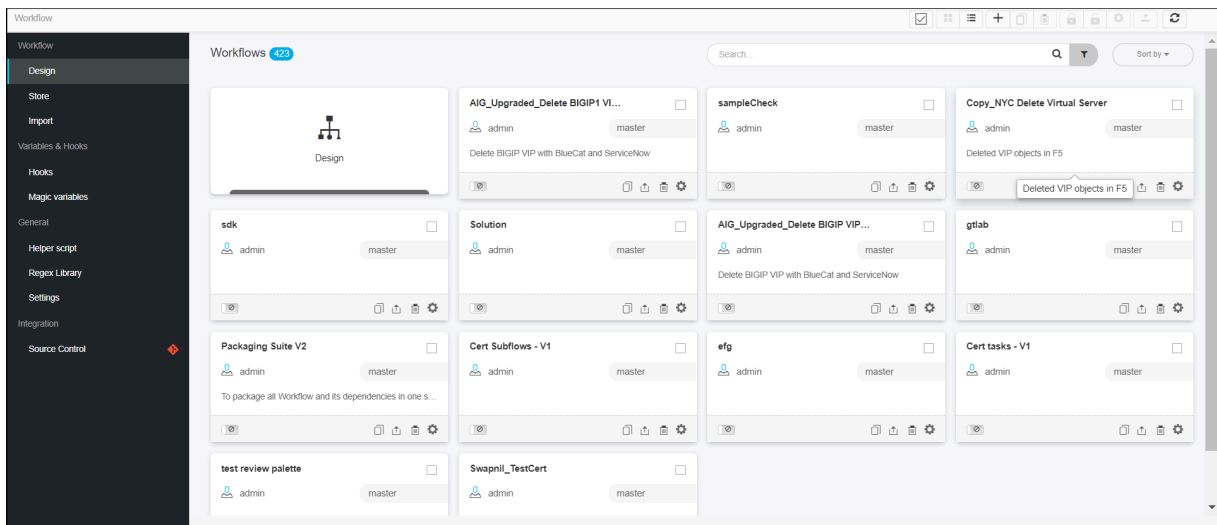 Workflow
Workflow
Design
Store
Import
Variables & Hooks
Hooks
Magic variables
General
Helper script
Regex Library
Settings
Integration
Source Control
Workflows 423
Search...
Sort by
Design
AIG_Upgraded_Delete BIGIP1 VI...
admin master
Delete BIGIP VIP with BlueCat and ServiceNow
sampleCheck
admin master
Copy_NYC Delete Virtual Server
admin master
Deleted VIP objects in F5
Deleted VIP objects in F5
sdk
admin master
Solution
admin master
AIG_Upgraded_Delete BIGIP VIP...
admin master
Delete BIGIP VIP with BlueCat and ServiceNow
gtlab
admin master
Packaging Suite V2
admin master
To package all Workflow and its dependencies in one s...
Cert Subflows - V1
admin master
efg
admin master
Cert tasks - V1
admin master
test review palette
admin master
Swapnil_TestCert
admin master